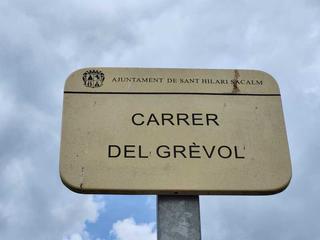 AJUNTAMENT DE SANT HILARI SACALM
CARRER
DEL GRÈVOL